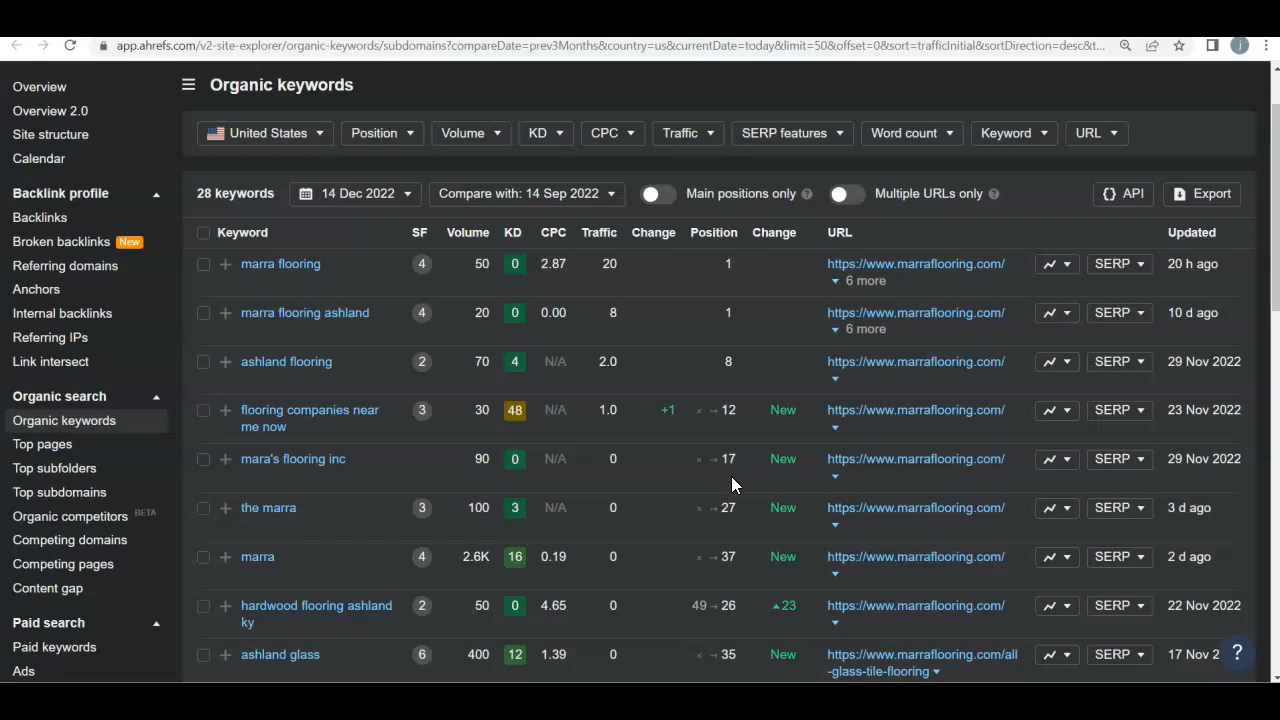 app.ahrefs.com/v2-site-explorer/organic-keywords/subdomains?compareDate=prev3Months&country=us&currentDate=today&limit=50&offset=0&sort=trafficInitial&sortDirection=desc&t... j
Overview
Overview 2.0
Site structure
Calendar
Backlink profile
Backlinks
Broken backlinks New
Referring domains
Anchors
Internal backlinks
Referring IPs
Link intersect
Organic search
Organic keywords
Top pages
Top subfolders
Top subdomains
Organic competitors BETA
Competing domains
Competing pages
Content gap
Paid search
Paid keywords
Ads
Organic keywords
United States Position Volume KD CPC Traffic SERP features Word count Keyword URL
28 keywords 14 Dec 2022 Compare with: 14 Sep 2022 Main positions only ? Multiple URLs only ? {} API Export
Keyword SF Volume KD CPC Traffic Change Position Change URL Updated
marra flooring 4 50 0 2.87 20 1 https://www.marraflooring.com/ SERP 20 h ago
6 more
marra flooring ashland 4 20 0 0.00 8 1 https://www.marraflooring.com/ SERP 10 d ago
6 more
ashland flooring 2 70 4 N/A 2.0 8 https://www.marraflooring.com/ SERP 29 Nov 2022
flooring companies near 3 30 48 N/A 1.0 +1 × → 12 New https://www.marraflooring.com/ SERP 23 Nov 2022
me now
mara's flooring inc 90 0 N/A 0 × → 17 New https://www.marraflooring.com/ SERP 29 Nov 2022
the marra 3 100 3 N/A 0 × → 27 New https://www.marraflooring.com/ SERP 3 d ago
marra 4 2.6K 16 0.19 0 × → 37 New https://www.marraflooring.com/ SERP 2 d ago
hardwood flooring ashland 2 50 0 4.65 0 49 → 26 23 https://www.marraflooring.com/ SERP 22 Nov 2022
ky
ashland glass 6 400 12 1.39 0 × → 35 New https://www.marraflooring.com/all SERP 17 Nov 2 ?
-glass-tile-flooring